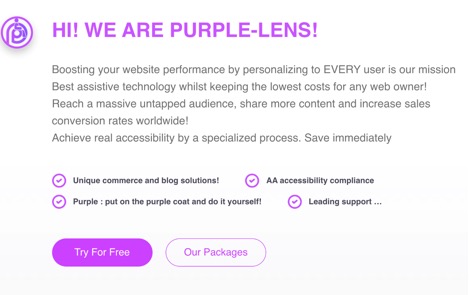 HI! WE ARE PURPLE-LENS!
Boosting your website performance by personalizing to EVERY user is our mission
Best assistive technology whilst keeping the lowest costs for any web owner!
Reach a massive untapped audience, share more content and increase sales
conversion rates worldwide!
Achieve real accessibility by a specialized process. Save immediately
Unique commerce and blog solutions! AA accessibility compliance
Purple : put on the purple coat and do it yourself! Leading support ...
Try For Free Our Packages